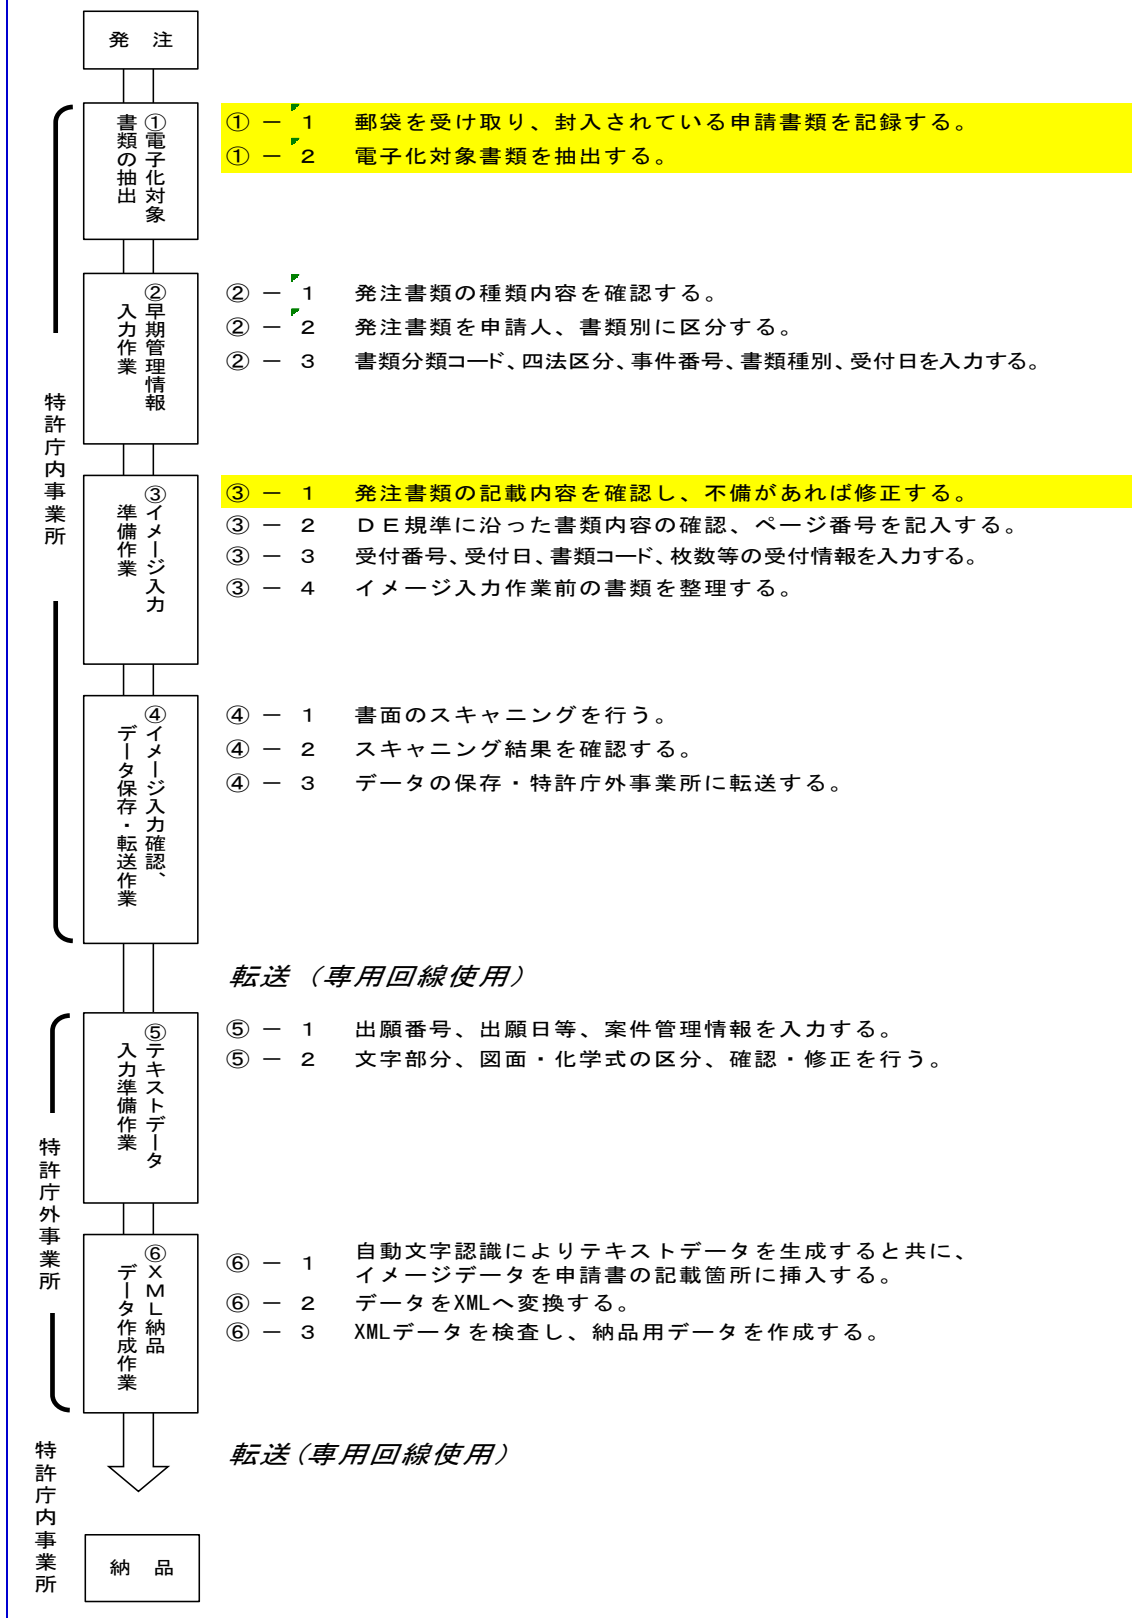 発　注
①電子化対象
書類の抽出
①－1　郵袋を受け取り、封入されている申請書類を記録する。
①－2　電子化対象書類を抽出する。
②早期管理情報
入力作業
②－1　発注書類の種類内容を確認する。
②－2　発注書類を申請人、書類別に区分する。
②－3　書類分類コード、四法区分、事件番号、書類種別、受付日を入力する。
特許庁内事業所
③イメージ入力
準備作業
③－1　発注書類の記載内容を確認し、不備があれば修正する。
③－2　ＤＥ規準に沿った書類内容の確認、ページ番号を記入する。
③－3　受付番号、受付日、書類コード、枚数等の受付情報を入力する。
③－4　イメージ入力作業前の書類を整理する。
④イメージ入力確認、
データ保存・転送作業
④－1　書面のスキャニングを行う。
④－2　スキャニング結果を確認する。
④－3　データの保存・特許庁外事業所に転送する。
転送（専用回線使用）
⑤テキストデータ
入力準備作業
⑤－1　出願番号、出願日等、案件管理情報を入力する。
⑤－2　文字部分、図面・化学式の区分、確認・修正を行う。
特許庁外事業所
⑥ＸＭＬ納品
データ作成作業
⑥－1　自動文字認識によりテキストデータを生成すると共に、
イメージデータを申請書の記載箇所に挿入する。
⑥－2　データをXMLへ変換する。
⑥－3　XMLデータを検査し、納品用データを作成する。
転送（専用回線使用）
特許庁内事業所
納　品